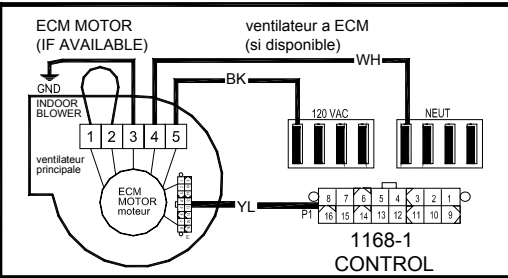 ECM MOTOR
(IF AVAILABLE)
ventilateur a ECM
(si disponible)
WH
BK
GND
INDOOR
BLOWER
120 VAC
NEUT
1 2 3 4 5
ventilateur
principale
ECM
MOTOR
moteur
YL
P1
8 7 6 5 4 3 2 1
16 15 14 13 12 11 10 9
1168-1
CONTROL